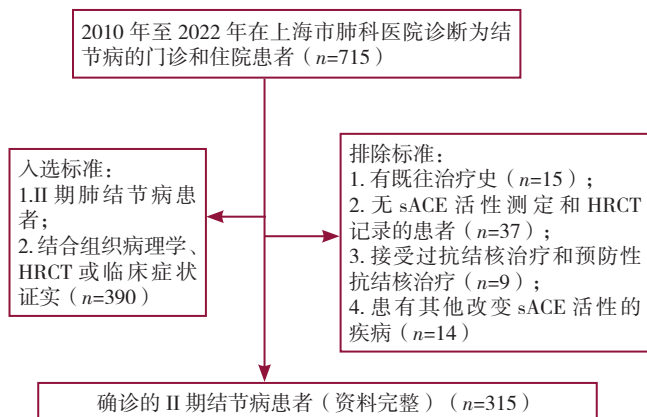 2010 年至 2022 年在上海市肺科医院诊断为结
节病的门诊和住院患者（n=715）
入选标准：
1.II 期肺结节病患
者；
2. 结合组织病理学、
HRCT 或临床症状
证实（n=390）
排除标准：
1. 有既往治疗史（n=15）；
2. 无 sACE 活性测定和 HRCT
记录的患者（n=37）；
3. 接受过抗结核治疗和预防性
抗结核治疗（n=9）；
4. 患有其他改变 sACE 活性的
疾病（n=14）
确诊的 II 期结节病患者（资料完整）（n=315）